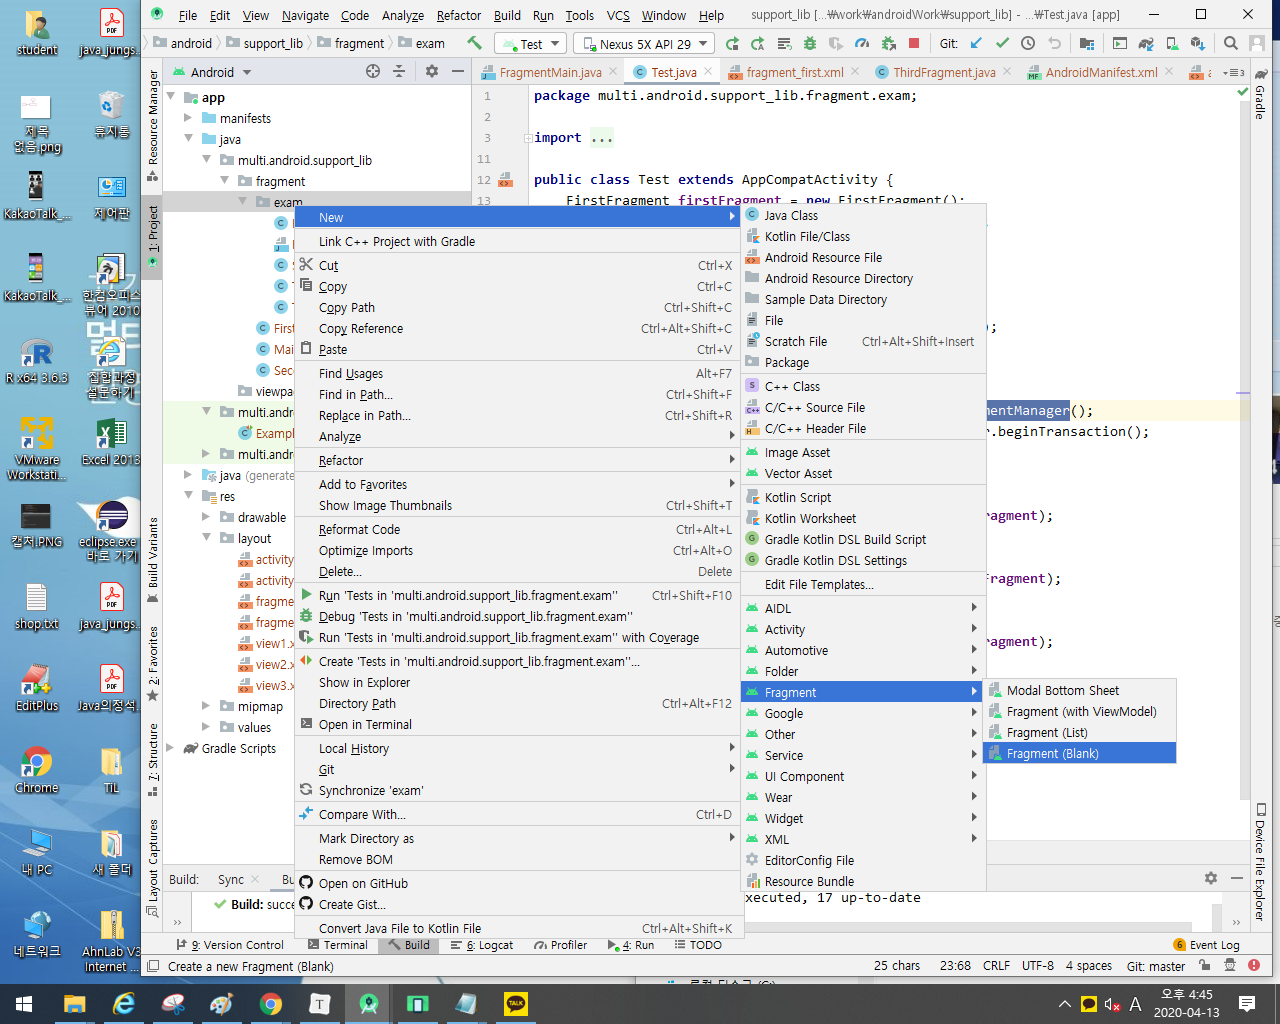 File Edit View Navigate Code Analyze Refactor Build Run Tools VCS Window Help support_lib [...₩work₩androidWork₩support_lib] - ...₩Test.java [app]
android support_lib fragment exam Test Nexus 5X API 29 Git:
Android FragmentMain.java Test.java fragment_first.xml ThirdFragment.java AndroidManifest.xml
Resource Manager
1: Project
Build Variants
2: Favorites
7: Structure
Layout Captures
Gradle
Device File Explorer
student
java_jungs...
제목 없음.png
휴지통
KakaoTalk_...
제어판
KakaoTalk_...
한컴오피스 뷰어 2010
R x64 3.6.3
집합과정 설문하기
VMware Workstati...
Excel 2013
캡처.PNG
eclipse.exe 바로 가기
shop.txt
java_jungs...
EditPlus
Java의정석...
Chrome
TiL
내 PC
새 폴더
네트워크
AhnLab V3 Internet ...
app
manifests
java
multi.android.support_lib
fragment
exam
First
Mai
Sec
viewpa
multi.andr
Exampl
multi.andr
java (generate
res
drawable
layout
activity
activity
fragme
fragme
view1.x
view2.x
view3.x
mipmap
values
Gradle Scripts
1 package multi.android.support_lib.fragment.exam;
2
3 import ...
11
12 public class Test extends AppCompatActivity {
13 FirstFragment firstFragment = new FirstFragment();
);
mentManager();
r.beginTransaction();
ragment);
Fragment);
ragment);
New
Link C++ Project with Gradle
Cut Ctrl+X
Copy Ctrl+C
Copy Path Ctrl+Shift+C
Copy Reference Ctrl+Alt+Shift+C
Paste Ctrl+V
Find Usages Alt+F7
Find in Path... Ctrl+Shift+F
Replace in Path... Ctrl+Shift+R
Analyze
Refactor
Add to Favorites
Show Image Thumbnails Ctrl+Shift+T
Reformat Code Ctrl+Alt+L
Optimize Imports Ctrl+Alt+O
Delete... Delete
Run 'Tests in 'multi.android.support_lib.fragment.exam'' Ctrl+Shift+F10
Debug 'Tests in 'multi.android.support_lib.fragment.exam''
Run 'Tests in 'multi.android.support_lib.fragment.exam'' with Coverage
Create 'Tests in 'multi.android.support_lib.fragment.exam''...
Show in Explorer
Directory Path Ctrl+Alt+F12
Open in Terminal
Local History
Git
Synchronize 'exam'
Compare With... Ctrl+D
Mark Directory as
Remove BOM
Open on GitHub
Create Gist...
Convert Java File to Kotlin File Ctrl+Alt+Shift+K
Java Class
Kotlin File/Class
Android Resource File
Android Resource Directory
Sample Data Directory
File
Scratch File Ctrl+Alt+Shift+Insert
Package
C++ Class
C/C++ Source File
C/C++ Header File
Image Asset
Vector Asset
Kotlin Script
Kotlin Worksheet
Gradle Kotlin DSL Build Script
Gradle Kotlin DSL Settings
Edit File Templates...
AIDL
Activity
Automotive
Folder
Fragment
Google
Other
Service
UI Component
Wear
Widget
XML
EditorConfig File
Resource Bundle
Modal Bottom Sheet
Fragment (with ViewModel)
Fragment (List)
Fragment (Blank)
Build: Sync Bu
Build: succe xecuted, 17 up-to-date
9: Version Control Terminal Build 6: Logcat Profiler 4: Run TODO 6 Event Log
Create a new Fragment (Blank) 25 chars 23:68 CRLF UTF-8 4 spaces Git: master
A 오후 4:45
2020-04-13